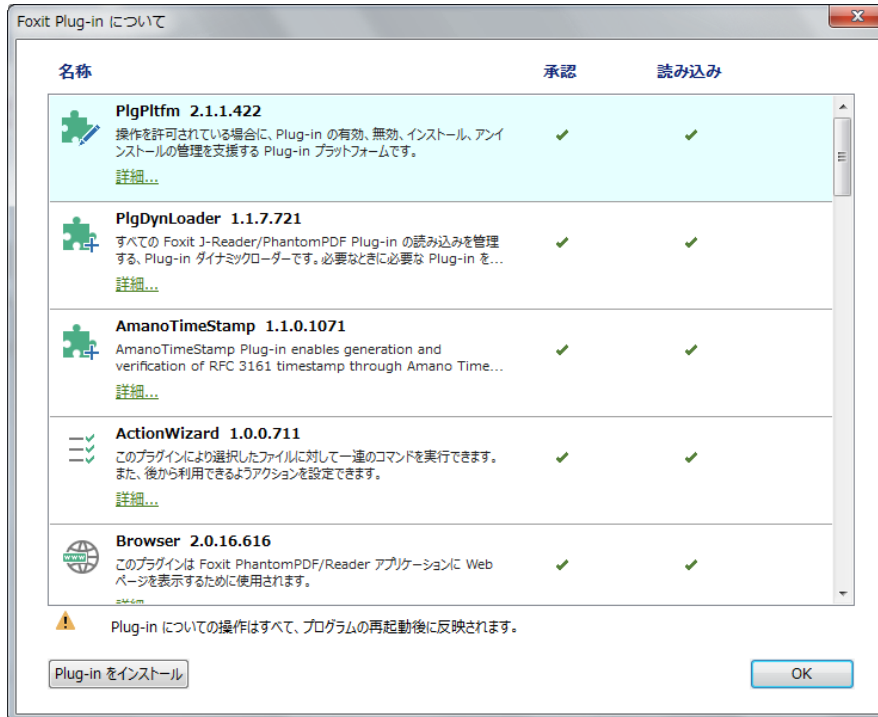 Foxit Plug-in について
名称 承認 読み込み
PlgPltfm 2.1.1.422
操作を許可されている場合に、Plug-in の有効、無効、インストール、アンイ
ンストールの管理を支援する Plug-in プラットフォームです。
詳細...
PlgDynLoader 1.1.7.721
すべての Foxit J-Reader/PhantomPDF Plug-in の読み込みを管理
する、Plug-in ダイナミックローダーです。必要なときに必要な Plug-in を...
詳細...
AmanoTimeStamp 1.1.0.1071
AmanoTimeStamp Plug-in enables generation and
verification of RFC 3161 timestamp through Amano Time...
詳細...
ActionWizard 1.0.0.711
このプラグインにより選択したファイルに対して一連のコマンドを実行できます。
また、後から利用できるようアクションを設定できます。
詳細...
Browser 2.0.16.616
WWW
このプラグインは Foxit PhantomPDF/Reader アプリケーションに Web
ページを表示するために使用されます。
Plug-in についての操作はすべて、プログラムの再起動後に反映されます。
Plug-in をインストール
OK